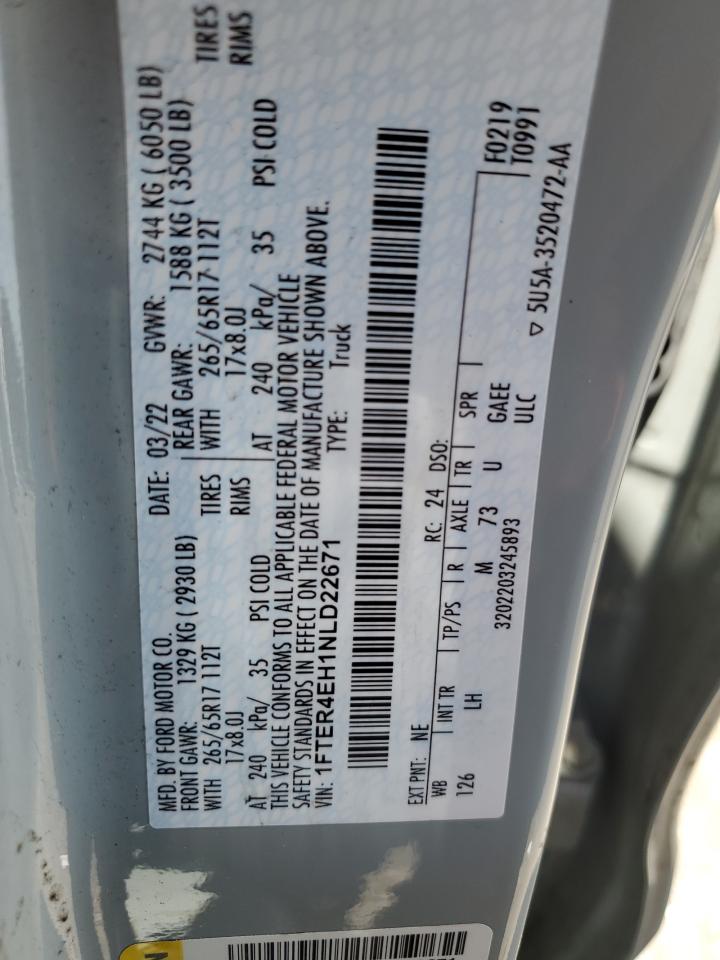 MFD. BY FORD MOTOR CO.
DATE: 03/22 GVWR: 2744 KG ( 6050 LB)
FRONT GAWR: 1329 KG ( 2930 LB)
REAR GAWR: 1588 KG ( 3500 LB)
WITH 265/65R17 112T TIRES
WITH 265/65R17 112T TIRES
17x8.0J RIMS
17x8.0J RIMS
AT 240 kPa/ 35 PSI COLD
AT 240 kPa/ 35 PSI COLD
THIS VEHICLE CONFORMS TO ALL APPLICABLE FEDERAL MOTOR VEHICLE
SAFETY STANDARDS IN EFFECT ON THE DATE OF MANUFACTURE SHOWN ABOVE.
VIN: 1FTER4EH1NLD22671
TYPE: Truck
EXT PNT: NE RC: 24 DSO: F0219
T0991
WB INT TR TP/PS R AXLE TR SPR
126 LH M 73 U GAEE
ULC
3202203245893
▽ 5U5A-3520472-AA